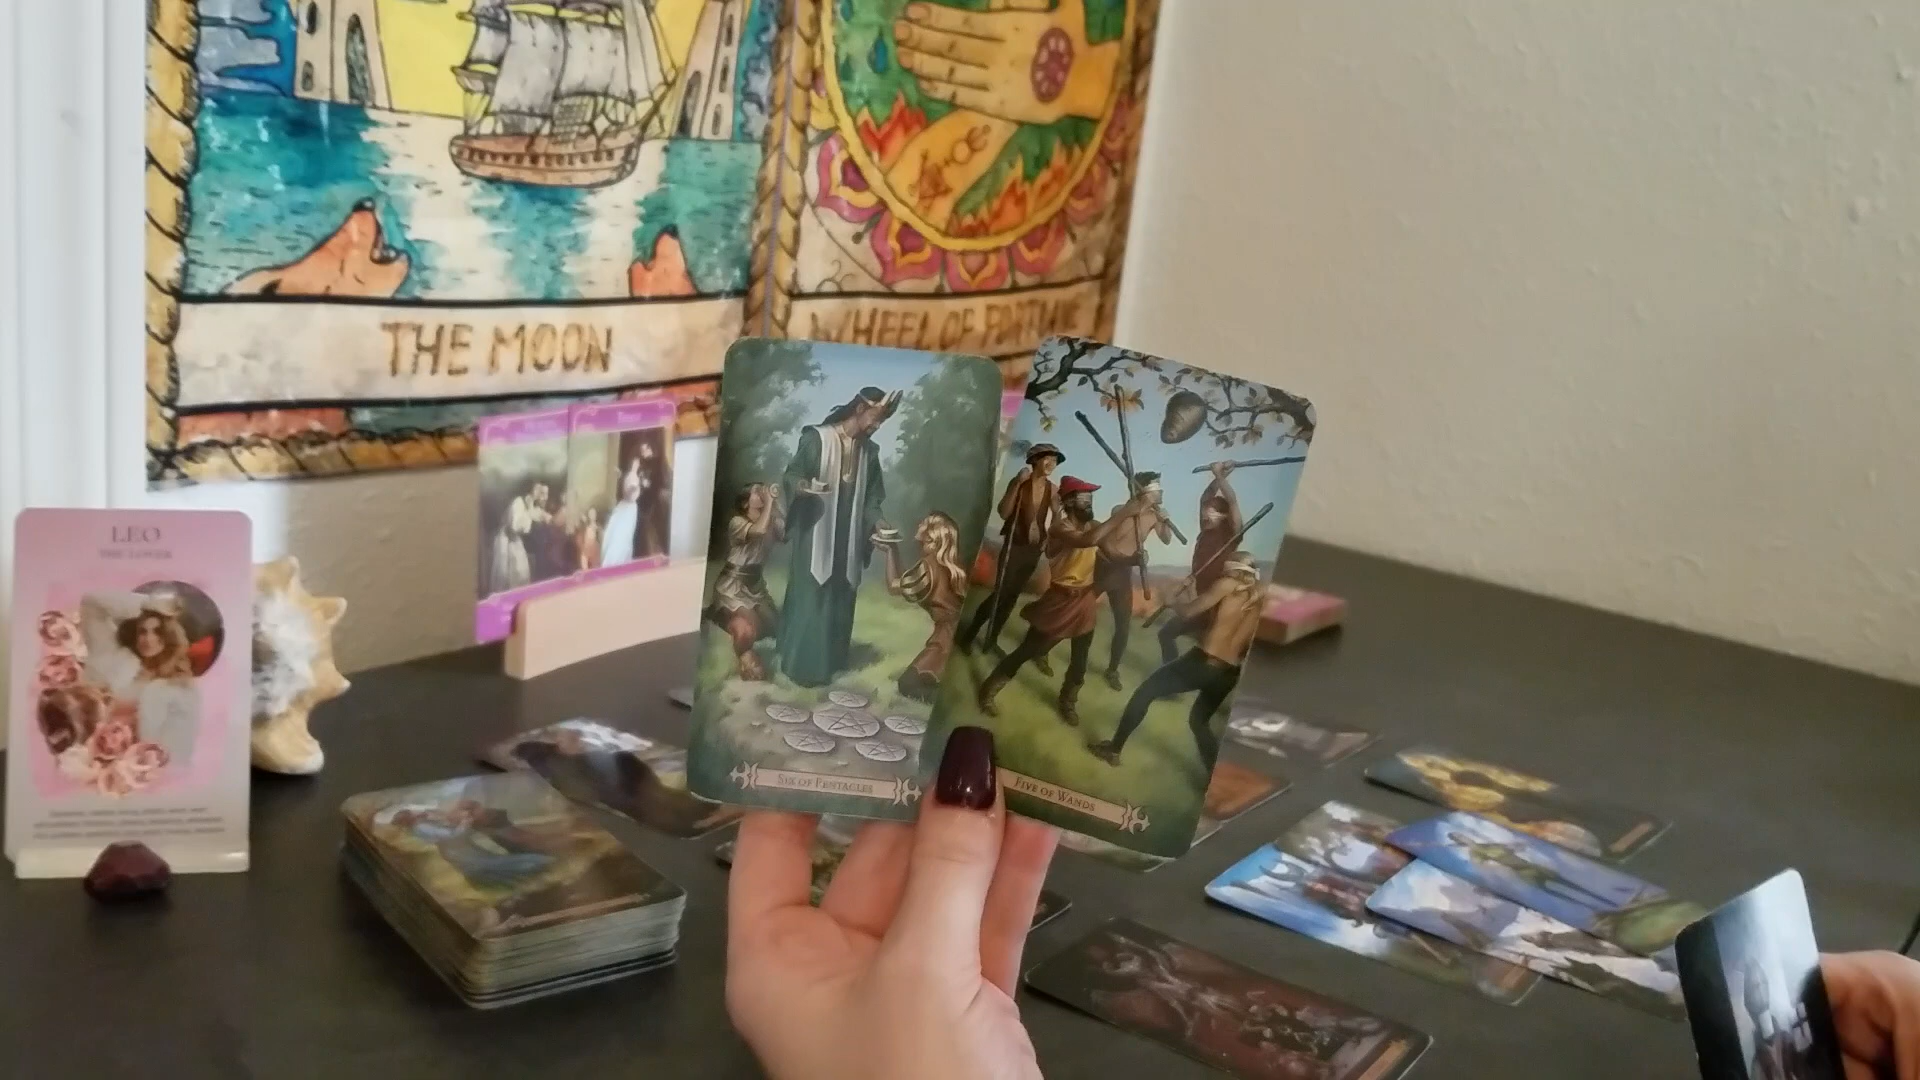 THE MOON
WHEEL OF FORTUNE
LEO
THE LOVER
SIX OF PENTACLES
FIVE OF WANDS